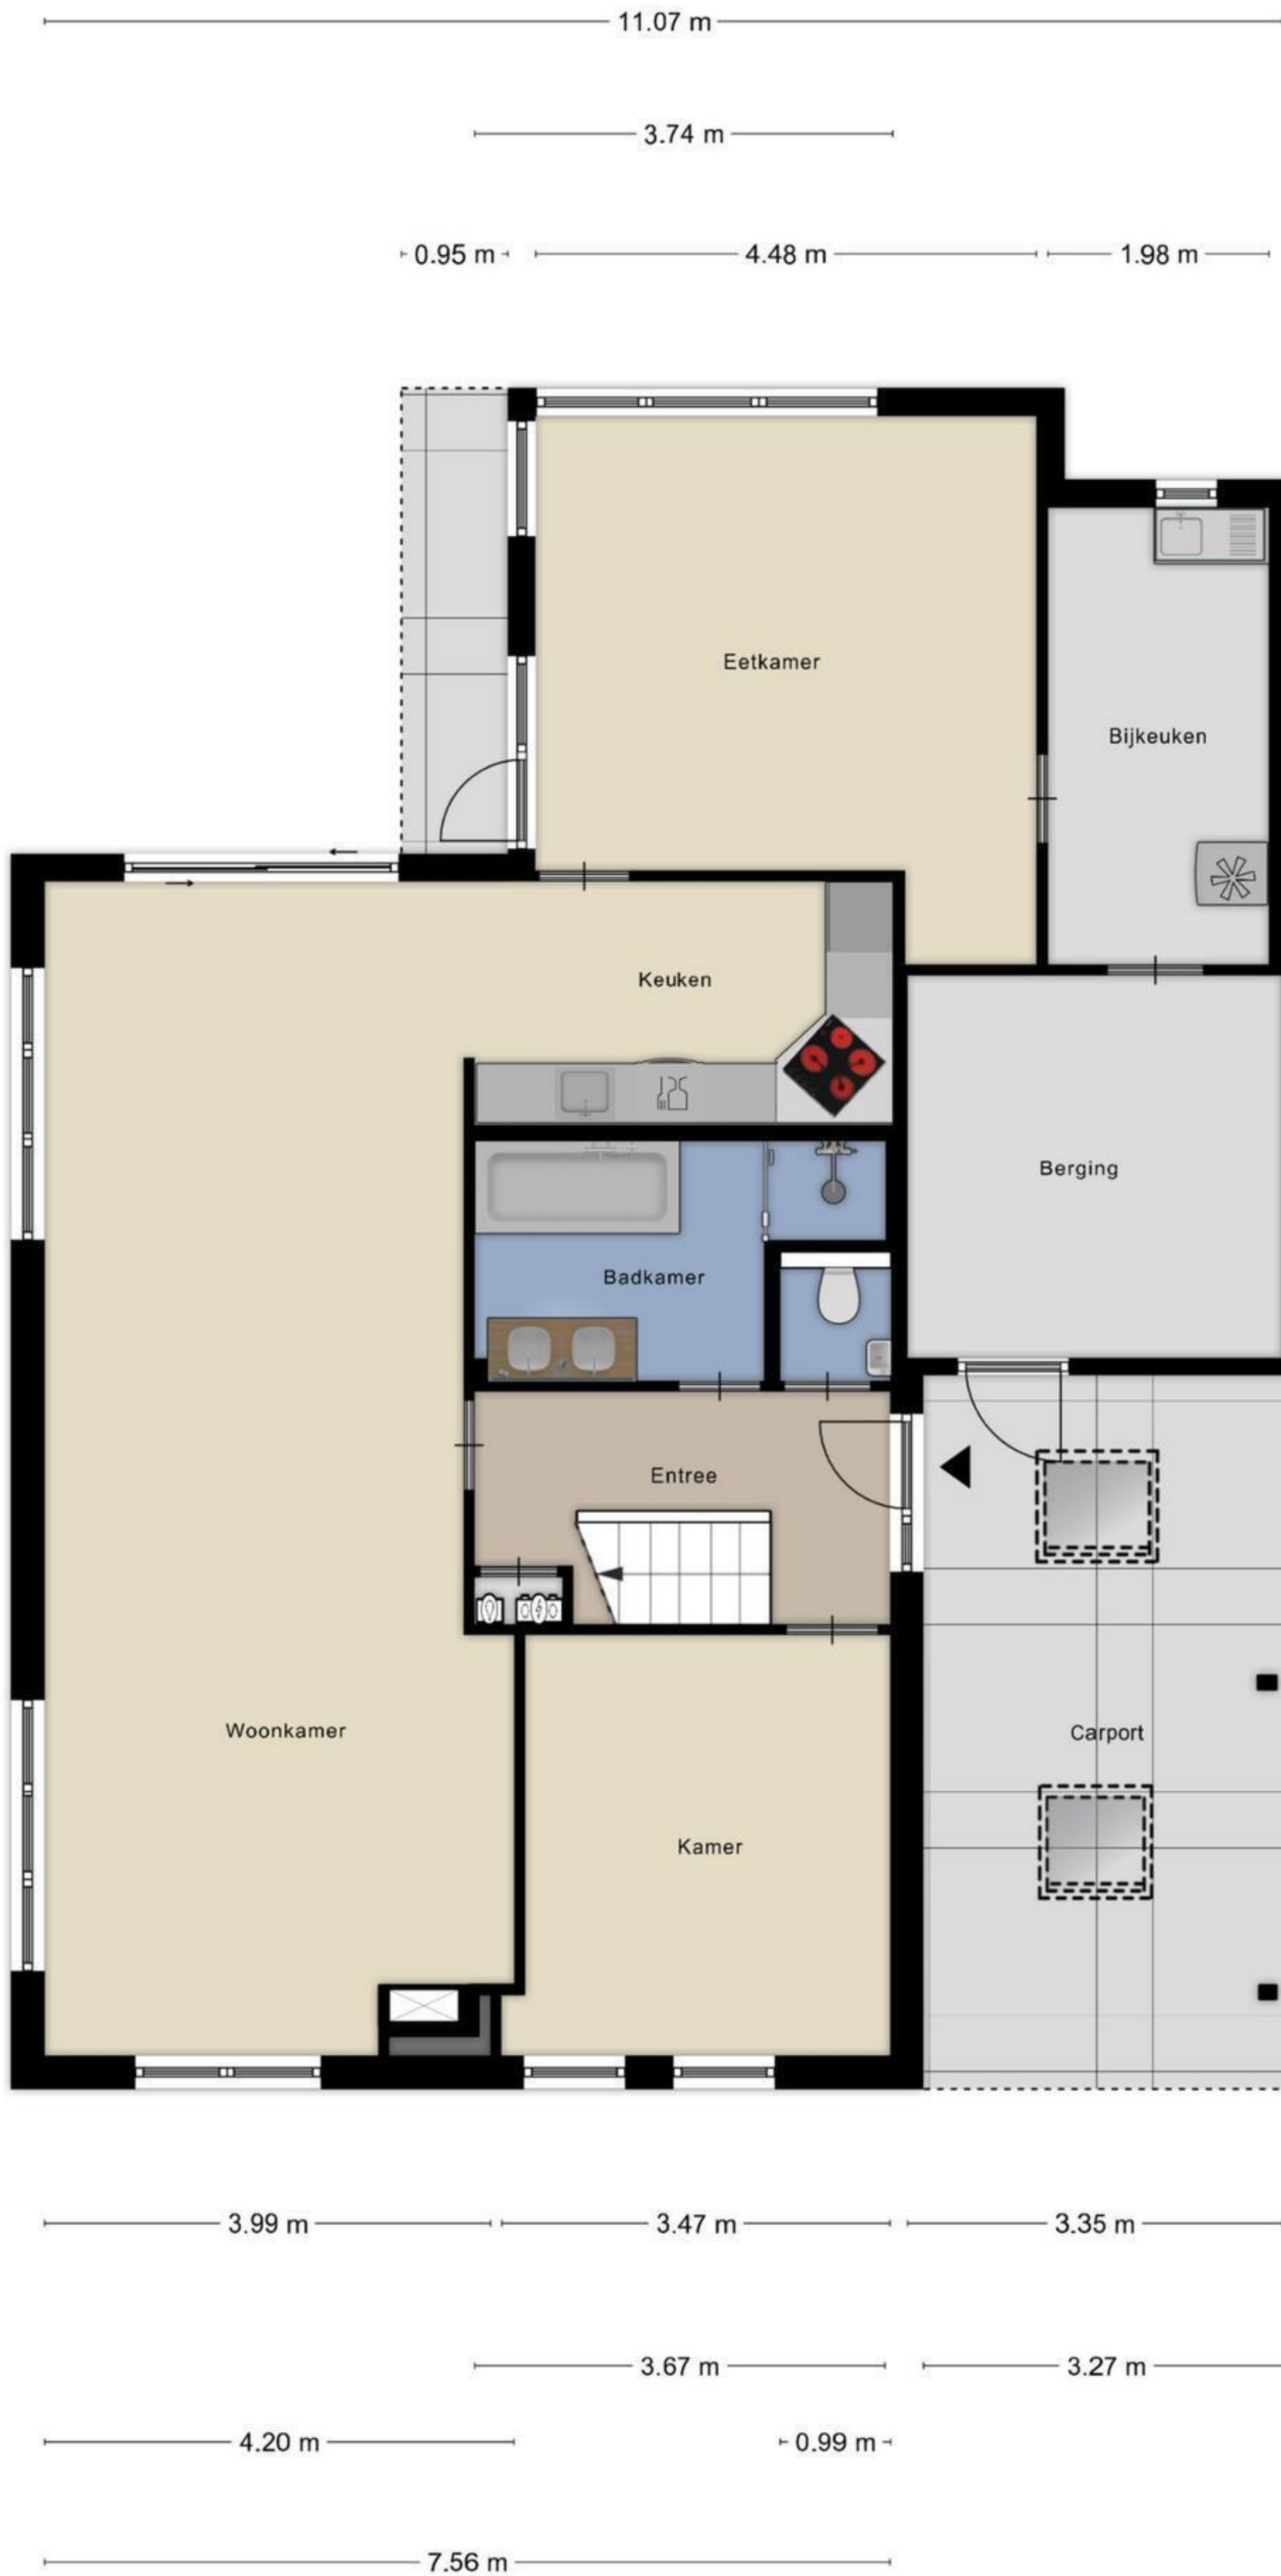 11.07 m
3.74 m
0.95 m 4.48 m 1.98 m
Eetkamer
Bijkeuken
Keuken
Berging
Badkamer
Entree
Woonkamer
Carport
Kamer
3.99 m 3.47 m 3.35 m
3.67 m 3.27 m
4.20 m 0.99 m
7.56 m